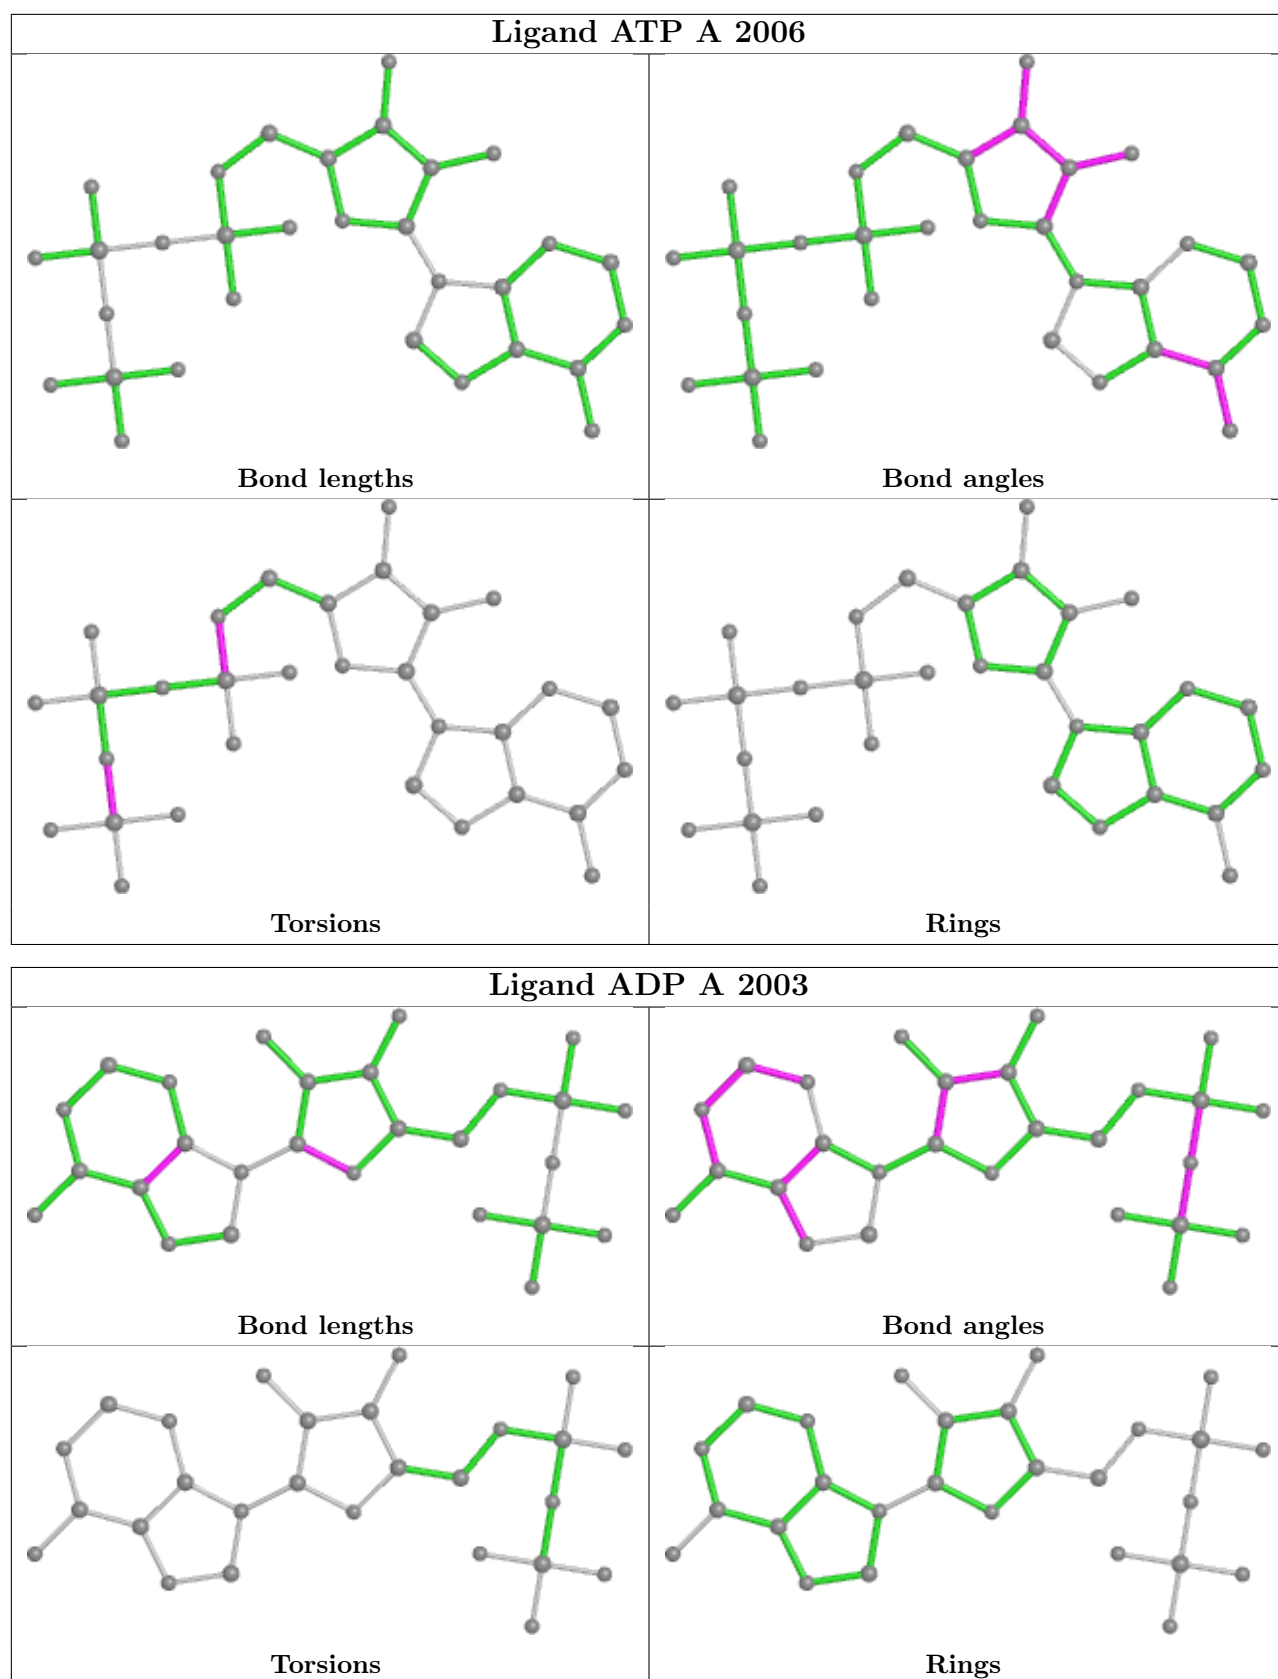 Ligand ATP A 2006
Bond lengths
Bond angles
Torsions
Rings
Ligand ADP A 2003
Bond lengths
Bond angles
Torsions
Rings